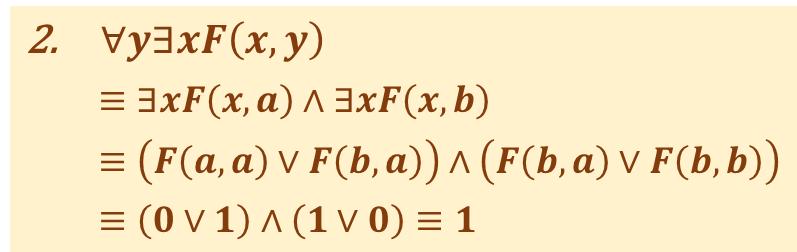 2. ∀y∃xF(x, y)
≡ ∃xF(x, a) ∧ ∃xF(x, b)
≡ (F(a, a) ∨ F(b, a)) ∧ (F(b, a) ∨ F(b, b))
≡ (0 ∨ 1) ∧ (1 ∨ 0) ≡ 1